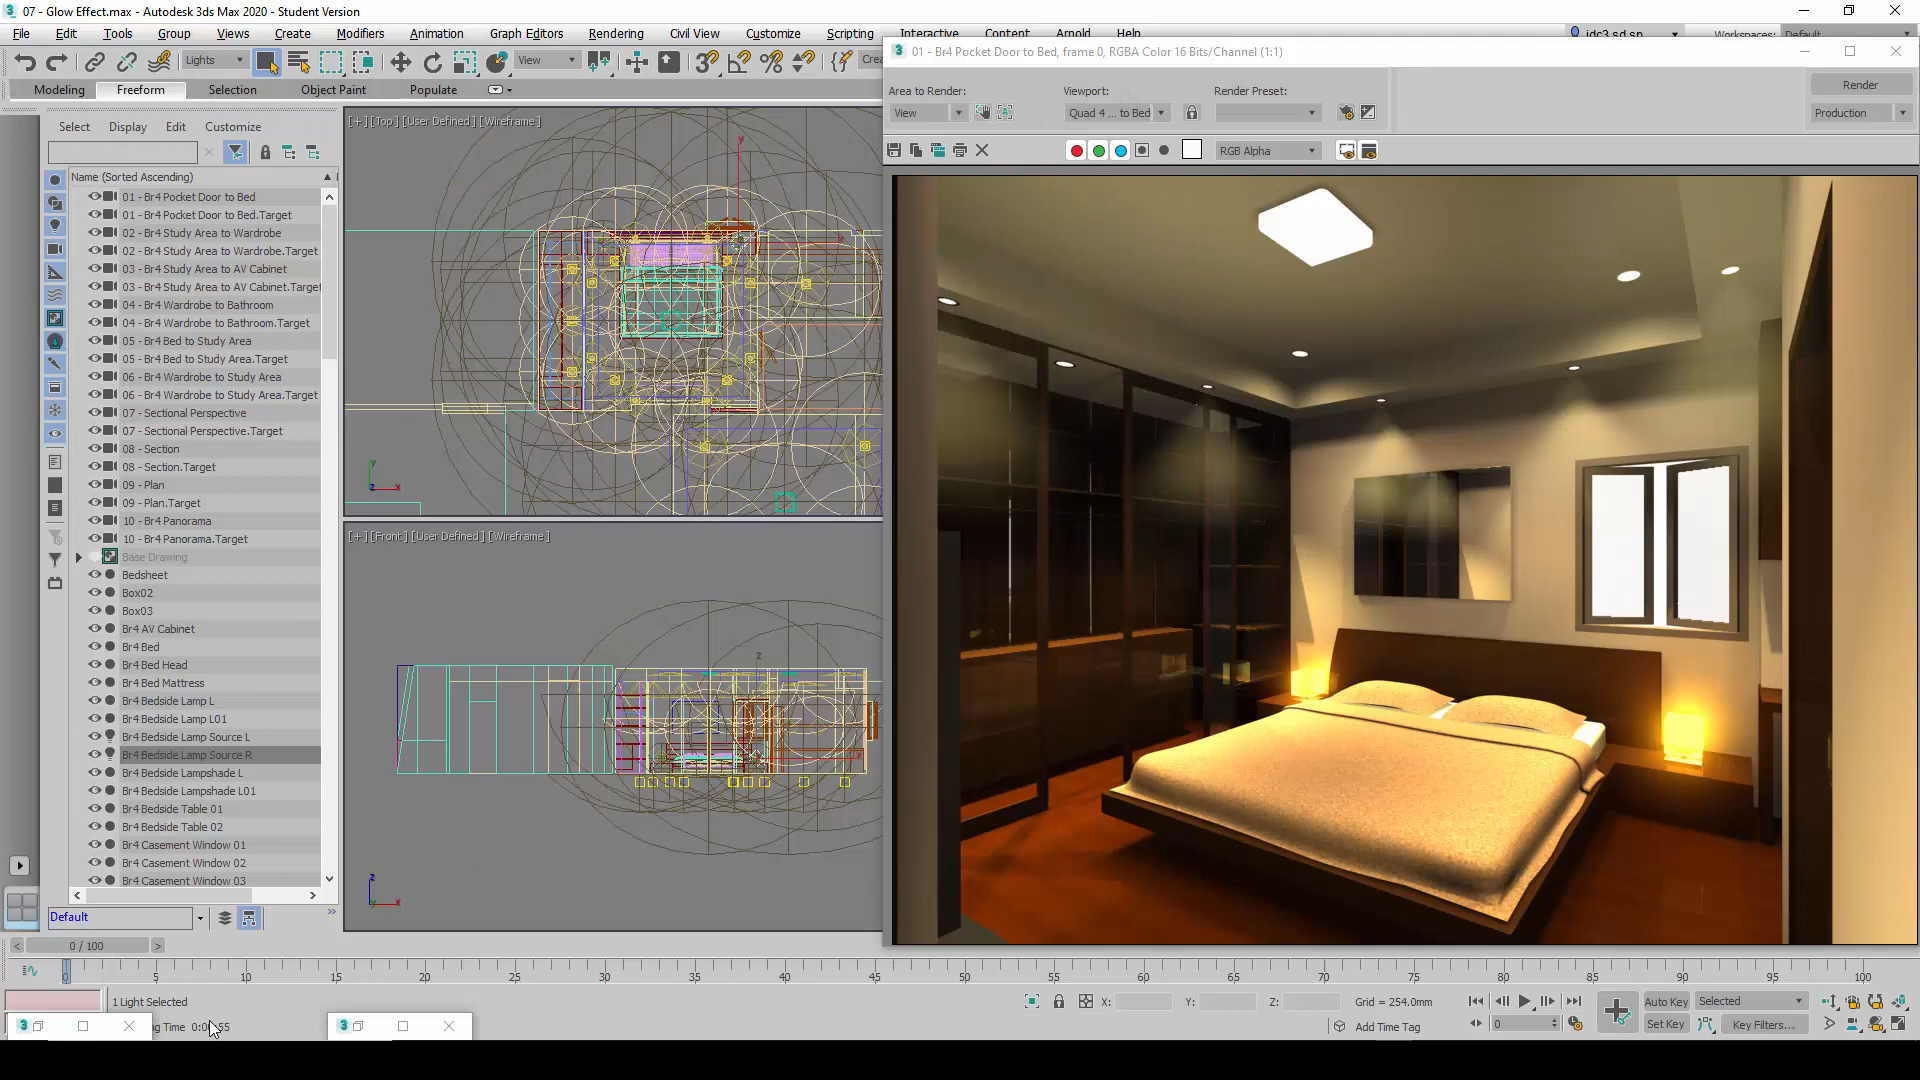 07 - Glow Effect.max - Autodesk 3ds Max 2020 - Student Version
File Edit Tools Group Views Create Modifiers Animation Graph Editors Rendering Civil View Customize Scripting Interactive Content Arnold Help
idc3.sd.sp Workspaces: Default
Lights View Crea
Modeling Freeform Selection Object Paint Populate
01 - Br4 Pocket Door to Bed, frame 0, RGBA Color 16 Bits/Channel (1:1)
Area to Render: Viewport: Render Preset: Render
View Quad 4 ... to Bed Production
RGB Alpha
Select Display Edit Customize
Name (Sorted Ascending)
01 - Br4 Pocket Door to Bed
01 - Br4 Pocket Door to Bed.Target
02 - Br4 Study Area to Wardrobe
02 - Br4 Study Area to Wardrobe.Target
03 - Br4 Study Area to AV Cabinet
03 - Br4 Study Area to AV Cabinet.Target
04 - Br4 Wardrobe to Bathroom
04 - Br4 Wardrobe to Bathroom.Target
05 - Br4 Bed to Study Area
05 - Br4 Bed to Study Area.Target
06 - Br4 Wardrobe to Study Area
06 - Br4 Wardrobe to Study Area.Target
07 - Sectional Perspective
07 - Sectional Perspective.Target
08 - Section
08 - Section.Target
09 - Plan
09 - Plan.Target
10 - Br4 Panorama
10 - Br4 Panorama.Target
Base Drawing
Bedsheet
Box02
Box03
Br4 AV Cabinet
Br4 Bed
Br4 Bed Head
Br4 Bed Mattress
Br4 Bedside Lamp L
Br4 Bedside Lamp L01
Br4 Bedside Lamp Source L
Br4 Bedside Lamp Source R
Br4 Bedside Lampshade L
Br4 Bedside Lampshade L01
Br4 Bedside Table 01
Br4 Bedside Table 02
Br4 Casement Window 01
Br4 Casement Window 02
Br4 Casement Window 03
Default
[+] [Top] [User Defined] [Wireframe]
y
x
y
z x
[+] [Front] [User Defined] [Wireframe]
z
x
z
y x
0 / 100
0 5 10 15 20 25 30 35 40 45 50 55 60 65 70 75 80 85 90 95 100
1 Light Selected X: Y: Z: Grid = 254.0mm Auto Key Selected
ng Time 0:00:55 Add Time Tag 0 Set Key Key Filters...